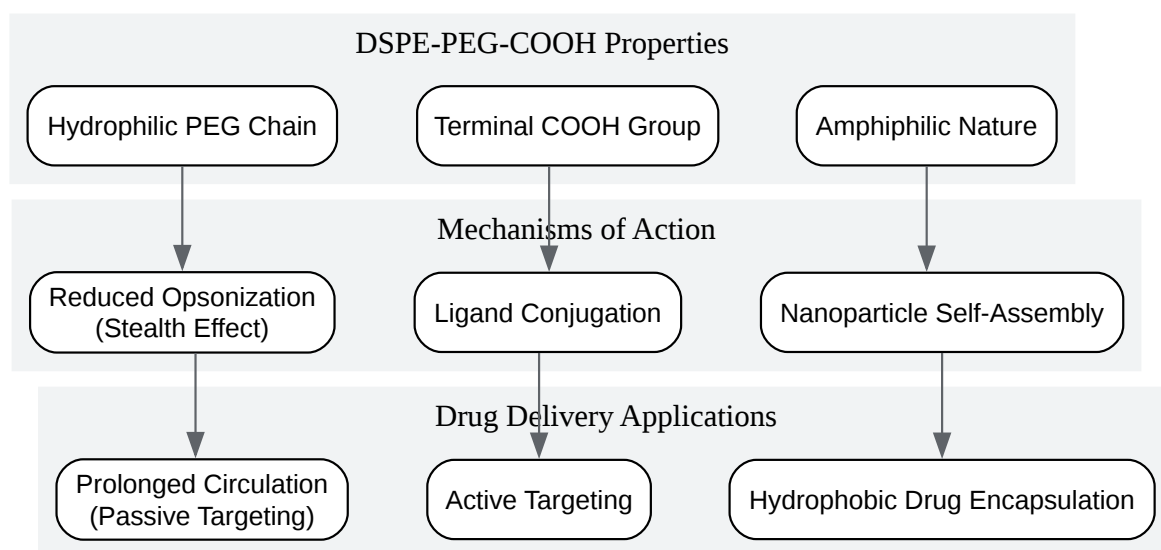 DSPE-PEG-COOH Properties
Hydrophilic PEG Chain
Terminal COOH Group
Amphiphilic Nature
Mechanisms of Action
Reduced Opsonization
(Stealth Effect)
Ligand Conjugation
Nanoparticle Self-Assembly
Drug Delivery Applications
Prolonged Circulation
(Passive Targeting)
Active Targeting
Hydrophobic Drug Encapsulation